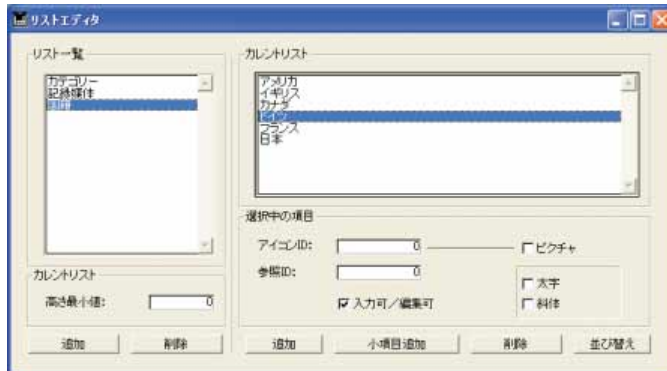 リストエディタ
リスト一覧
カテゴリー
記録媒体
国籍
カレントリスト
高さ最小値: 0
追加 削除
カレントリスト
アメリカ
イギリス
カナダ
ドイツ
フランス
日本
選択中の項目
アイコンID: 0 ピクチャ
参照ID: 0
太字
入力可/編集可 斜体
追加 小項目追加 削除 並び替え